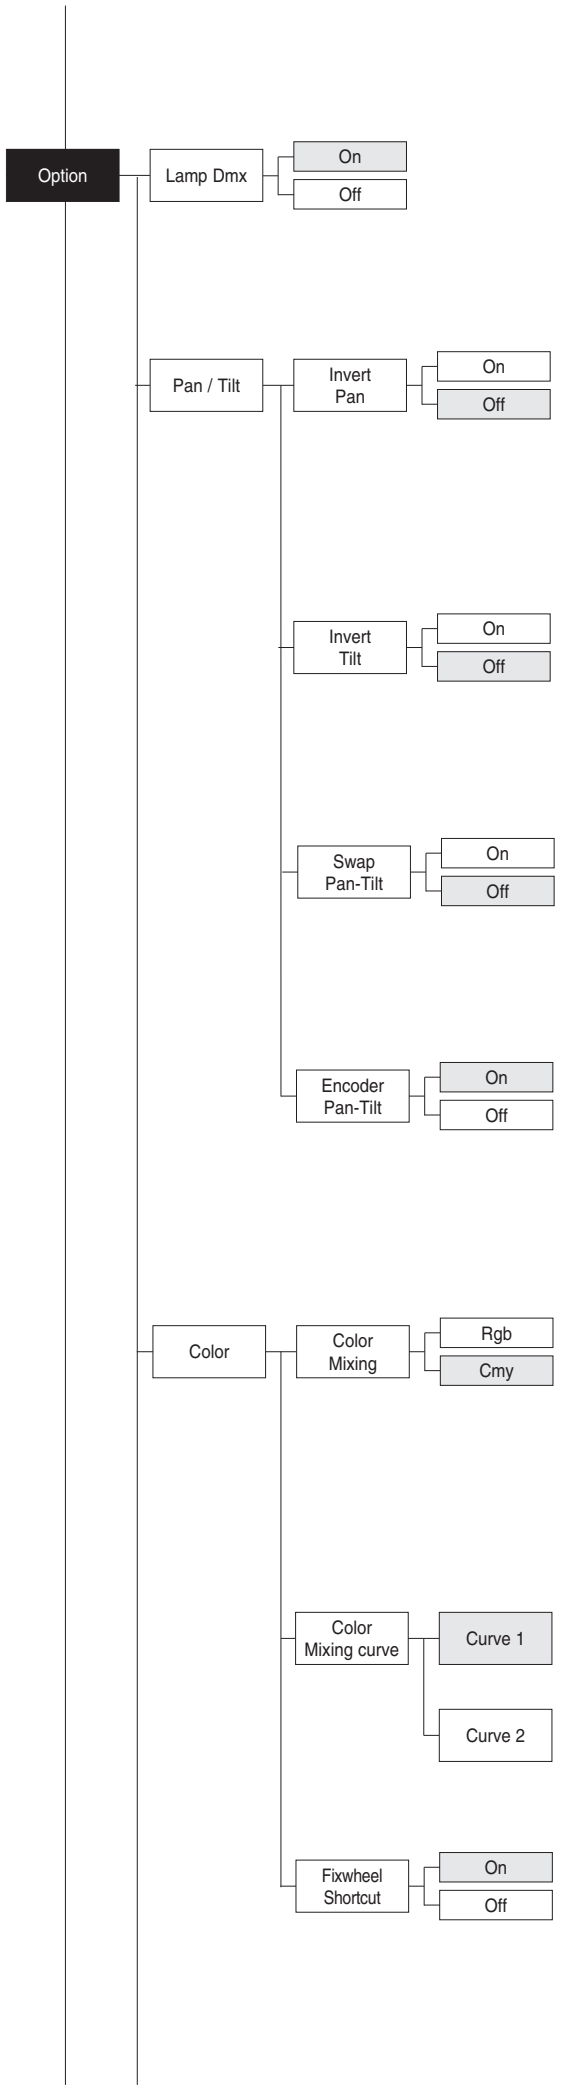 Option
Lamp Dmx
On
Off
Pan / Tilt
Invert
Pan
On
Off
Invert
Tilt
On
Off
Swap
Pan-Tilt
On
Off
Encoder
Pan-Tilt
On
Off
Color
Color
Mixing
Rgb
Cmy
Color
Mixing curve
Curve 1
Curve 2
Fixwheel
Shortcut
On
Off